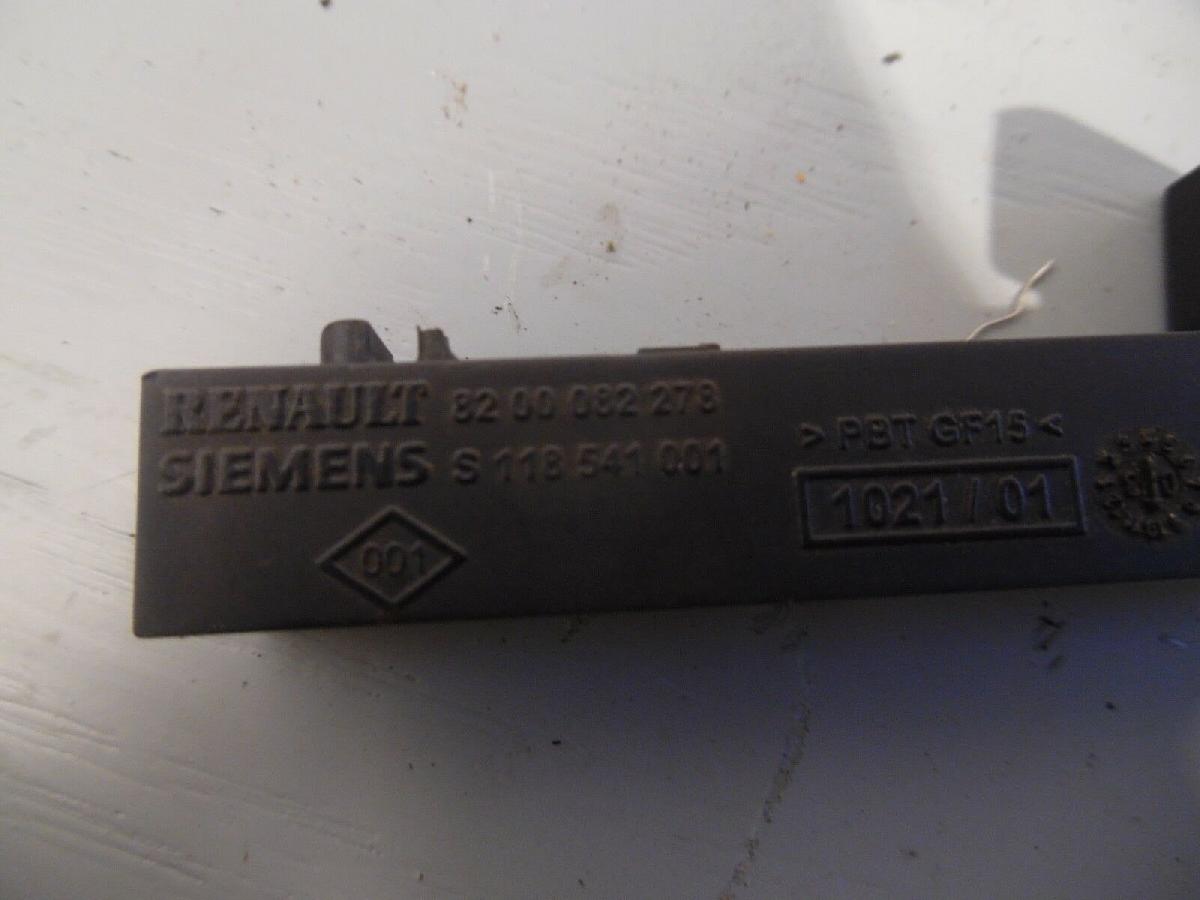 RENAULT 82 00 082 278
SIEMENS S 118 541 001
001
> PBT GF15 <
1021 / 01